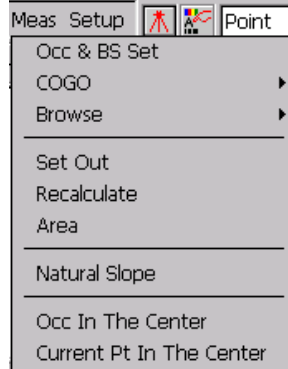 Meas Setup Point
Occ & BS Set
COGO
Browse
Set Out
Recalculate
Area
Natural Slope
Occ In The Center
Current Pt In The Center